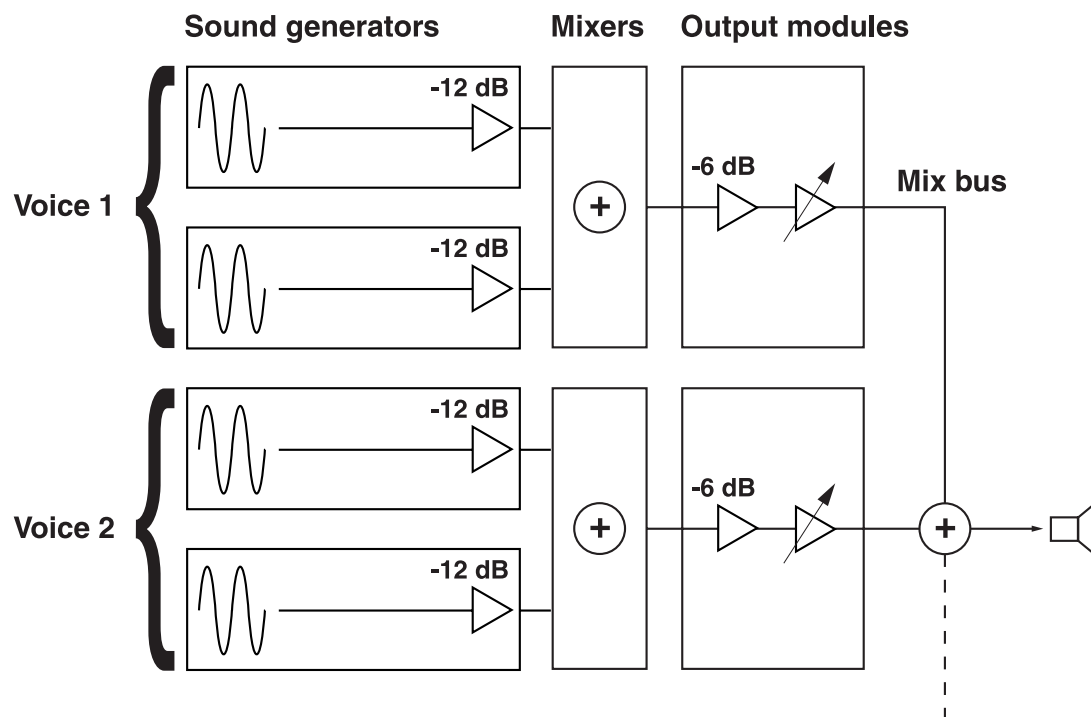 Sound generators
Mixers
Output modules
Voice 1
-12 dB
-12 dB
-6 dB
Mix bus
Voice 2
-12 dB
-12 dB
-6 dB
+
+
+